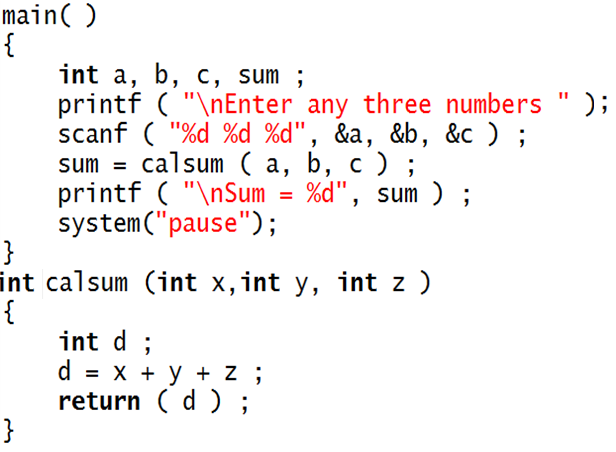 main( )
{
    int a, b, c, sum ;
    printf ( "\nEnter any three numbers " );
    scanf ( "%d %d %d", &a, &b, &c ) ;
    sum = calsum ( a, b, c ) ;
    printf ( "\nSum = %d", sum ) ;
    system("pause");
}
int calsum (int x,int y, int z )
{
    int d ;
    d = x + y + z ;
    return ( d ) ;
}